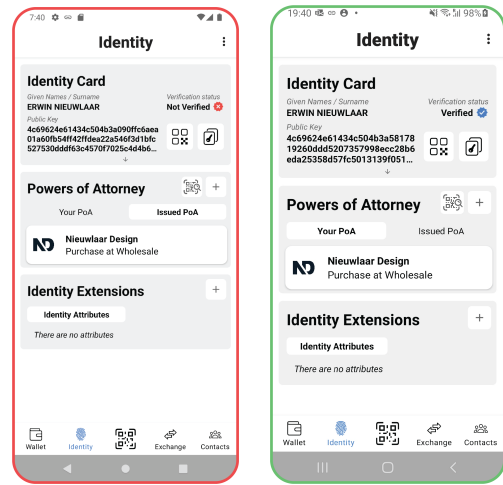 7:40
Identity
Identity Card
Given Names / Surname
Verification status
ERWIN NIEUWLAAR
Not Verified
Public Key
4c69624e61434c504b3a090ffc6aea
01a60fb54ff42ffdea22a546f3d1bfc
527530dddf63c4570f7025c4d4b6...
Powers of Attorney
Your PoA
Issued PoA
ND
Nieuwlaar Design
Purchase at Wholesale
Identity Extensions
Identity Attributes
There are no attributes
Wallet
Identity
Exchange
Contacts
19:40
98%
Identity
Identity Card
Given Names / Surname
Verification status
ERWIN NIEUWLAAR
Verified
Public Key
4c69624e61434c504b3a58178
19260ddd5207357998ecc28b6
eda25358d57fc5013139f051...
Powers of Attorney
Your PoA
Issued PoA
ND
Nieuwlaar Design
Purchase at Wholesale
Identity Extensions
Identity Attributes
There are no attributes
Wallet
Identity
Exchange
Contacts